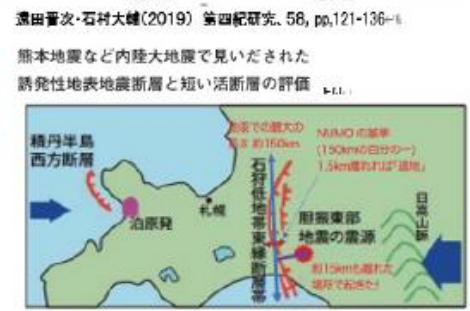 遠田晋次・石村大輔(2019) 第四紀研究, 58, pp,121-136
熊本地震など内陸大地震で見いだされた
誘発性地表地震断層と短い活断層の評価
積丹半島
西方断層
泊原発
札幌
石狩低地帯東縁断層帯
約160km
NUMOの基準
(150kmの百分の一)
1.5km離れれば「適地」
胆振東部
地震の震源
約15kmも離れた
場所で起きた!
日高山脈